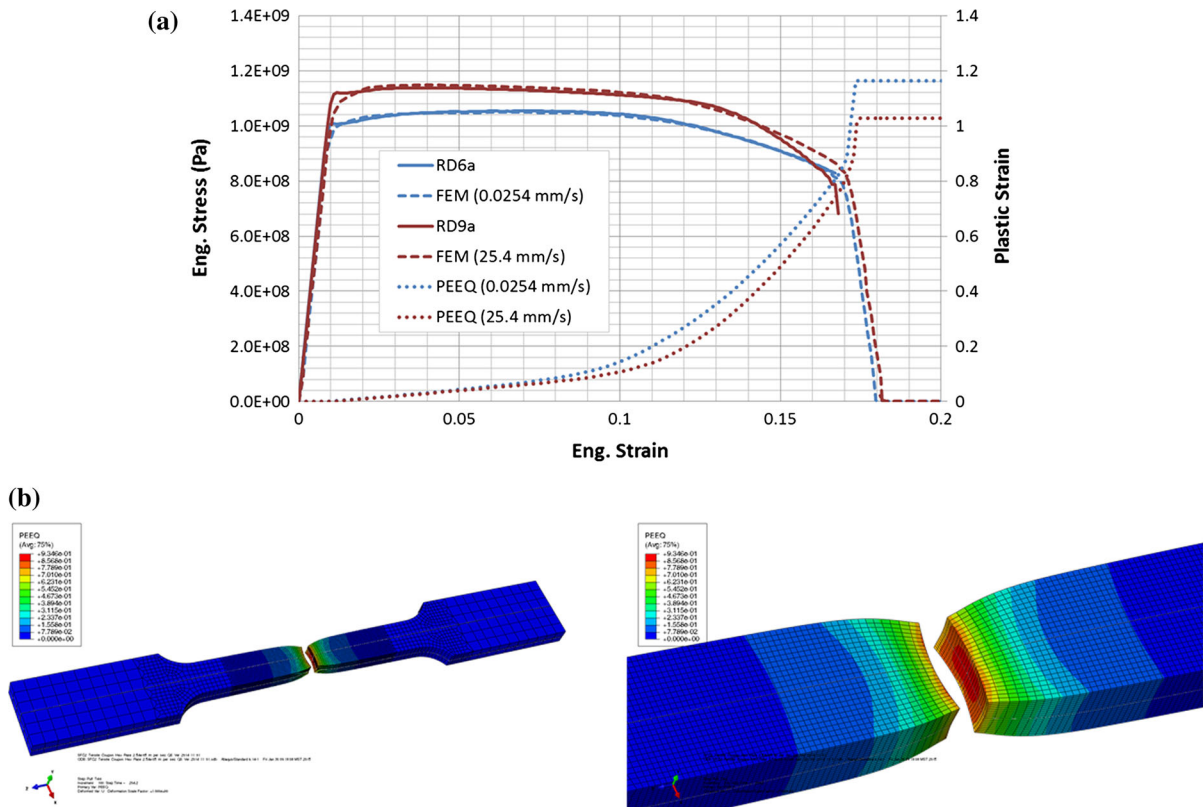 (a)
1.4E+09
1.2E+09
1.0E+09
8.0E+08
6.0E+08
4.0E+08
2.0E+08
0.0E+00
Eng. Stress (Pa)
RD6a
FEM (0.0254 mm/s)
RD9a
FEM (25.4 mm/s)
PEEQ (0.0254 mm/s)
PEEQ (25.4 mm/s)
1.4
1.2
1
0.8
0.6
0.4
0.2
0
Plastic Strain
0
0.05
0.1
0.15
0.2
Eng. Strain
(b)
PEEQ
(Avg: 75%)
+9.346e-01
+8.568e-01
+7.789e-01
+7.010e-01
+6.231e-01
+5.452e-01
+4.673e-01
+3.894e-01
+3.115e-01
+2.337e-01
+1.558e-01
+7.789e-02
+0.000e+00
PEEQ
(Avg: 75%)
+9.346e-01
+8.568e-01
+7.789e-01
+7.010e-01
+6.231e-01
+5.452e-01
+4.673e-01
+3.894e-01
+3.115e-01
+2.337e-01
+1.558e-01
+7.789e-02
+0.000e+00